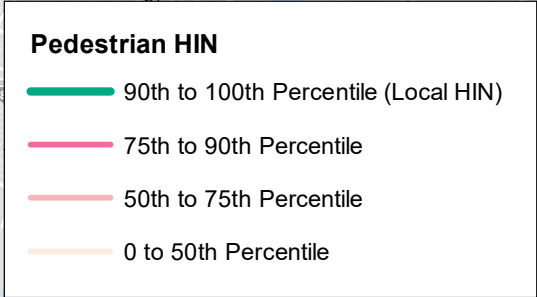 Pedestrian HIN
90th to 100th Percentile (Local HIN)
75th to 90th Percentile
50th to 75th Percentile
0 to 50th Percentile